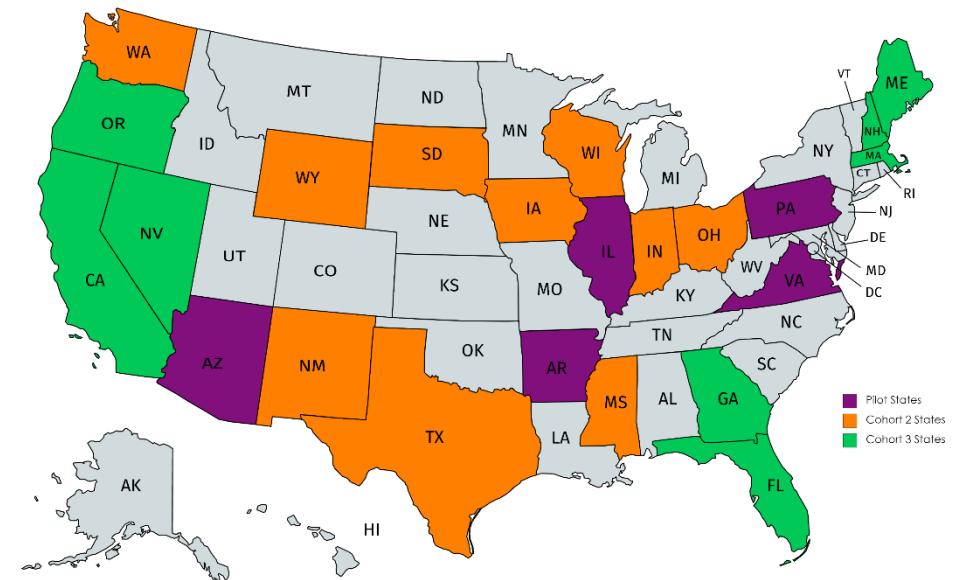 WA
MT
ND
MN
VT
ME
OR
ID
SD
WI
MI
NY
NH
MA
CT
RI
WY
IA
PA
NJ
NE
NV
UT
CO
IL
IN
OH
DE
MD
DC
WV
VA
CA
KS
MO
KY
NC
AZ
NM
OK
AR
TN
SC
TX
LA
MS
AL
GA
FL
Pilot States
Cohort 2 States
Cohort 3 States
AK
HI